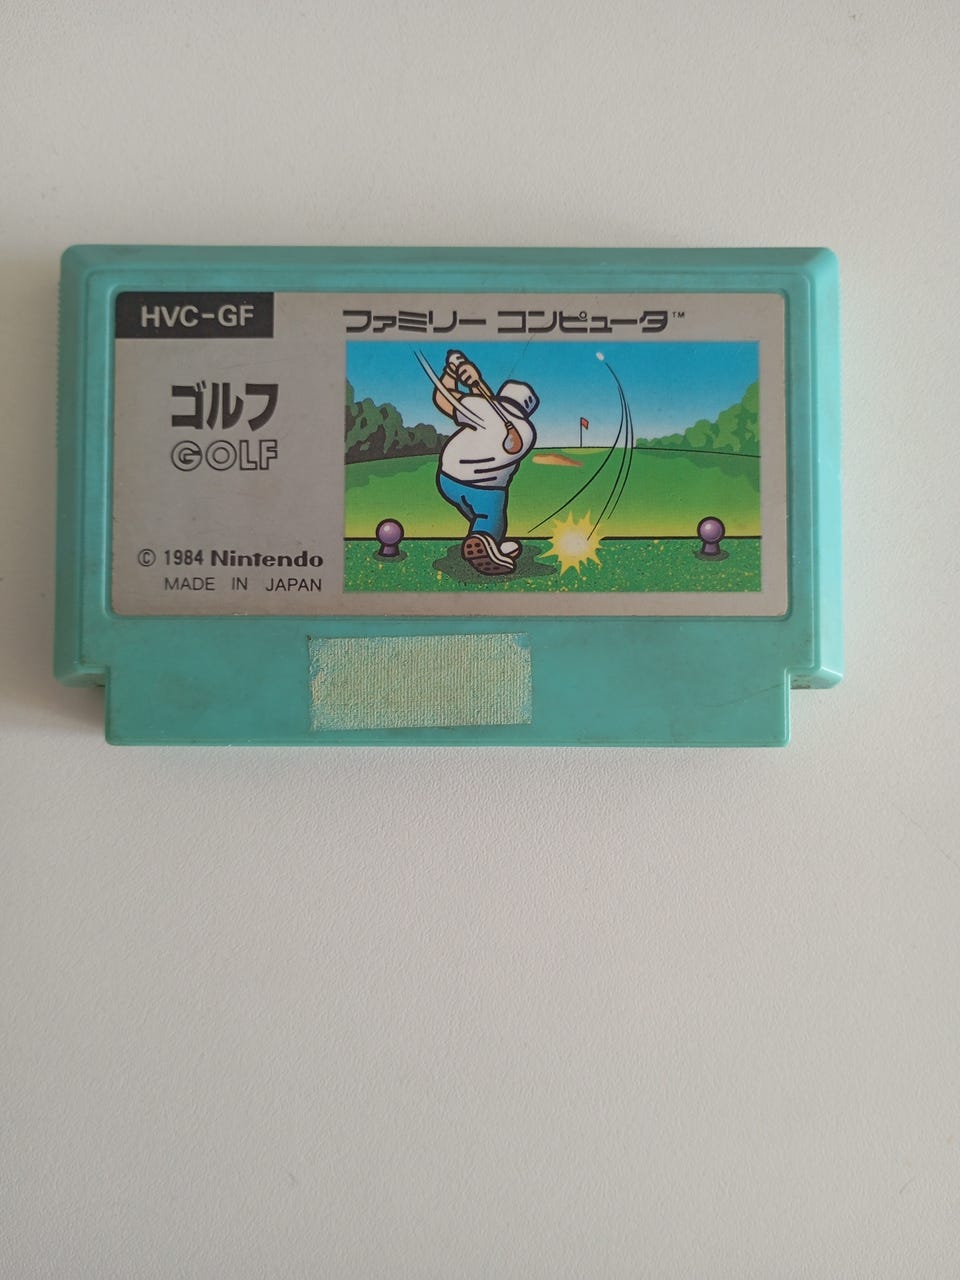 HVC-GF
ファミリー コンピュータ™
ゴルフ
GOLF
© 1984 Nintendo
MADE IN JAPAN